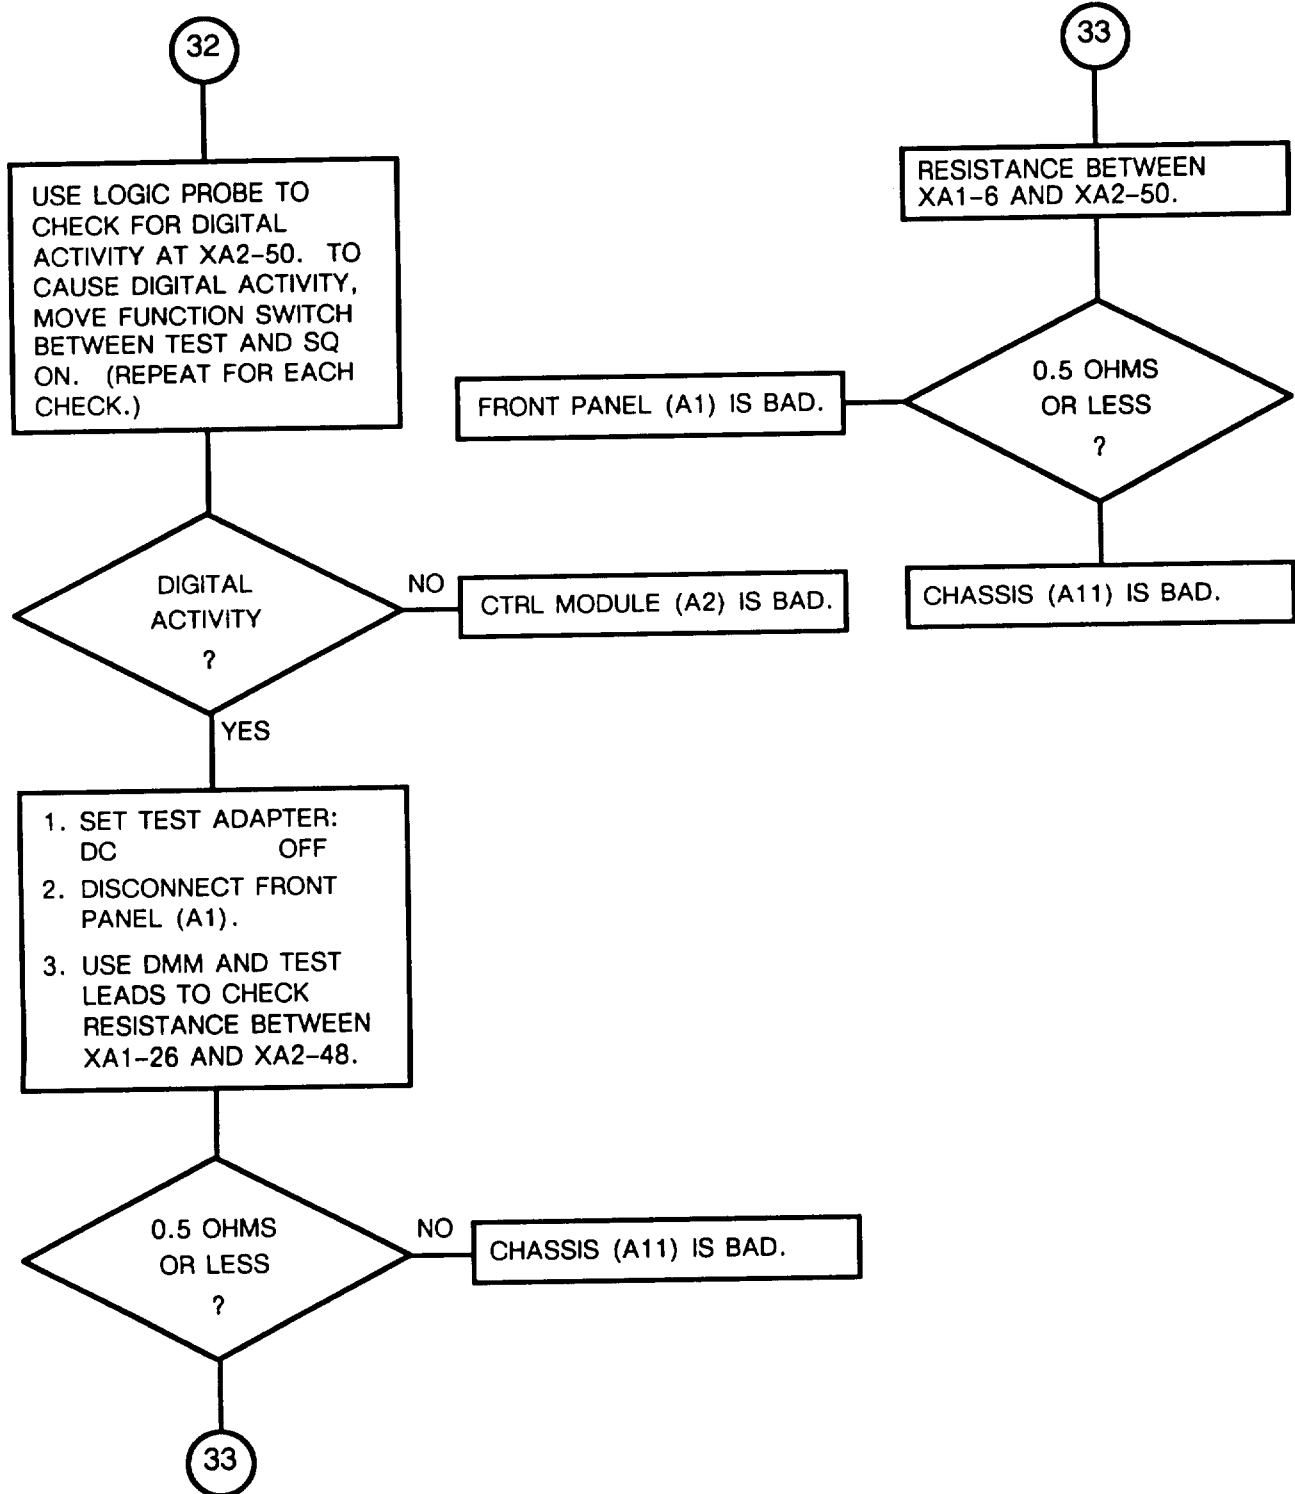 32
USE LOGIC PROBE TO
CHECK FOR DIGITAL
ACTIVITY AT XA2-50. TO
CAUSE DIGITAL ACTIVITY,
MOVE FUNCTION SWITCH
BETWEEN TEST AND SQ
ON. (REPEAT FOR EACH
CHECK.)
DIGITAL
ACTIVITY
?
NO
CTRL MODULE (A2) IS BAD.
YES
1. SET TEST ADAPTER:
DC OFF
2. DISCONNECT FRONT
PANEL (A1).
3. USE DMM AND TEST
LEADS TO CHECK
RESISTANCE BETWEEN
XA1-26 AND XA2-48.
0.5 OHMS
OR LESS
?
NO
CHASSIS (A11) IS BAD.
33
33
RESISTANCE BETWEEN
XA1-6 AND XA2-50.
0.5 OHMS
OR LESS
?
FRONT PANEL (A1) IS BAD.
CHASSIS (A11) IS BAD.